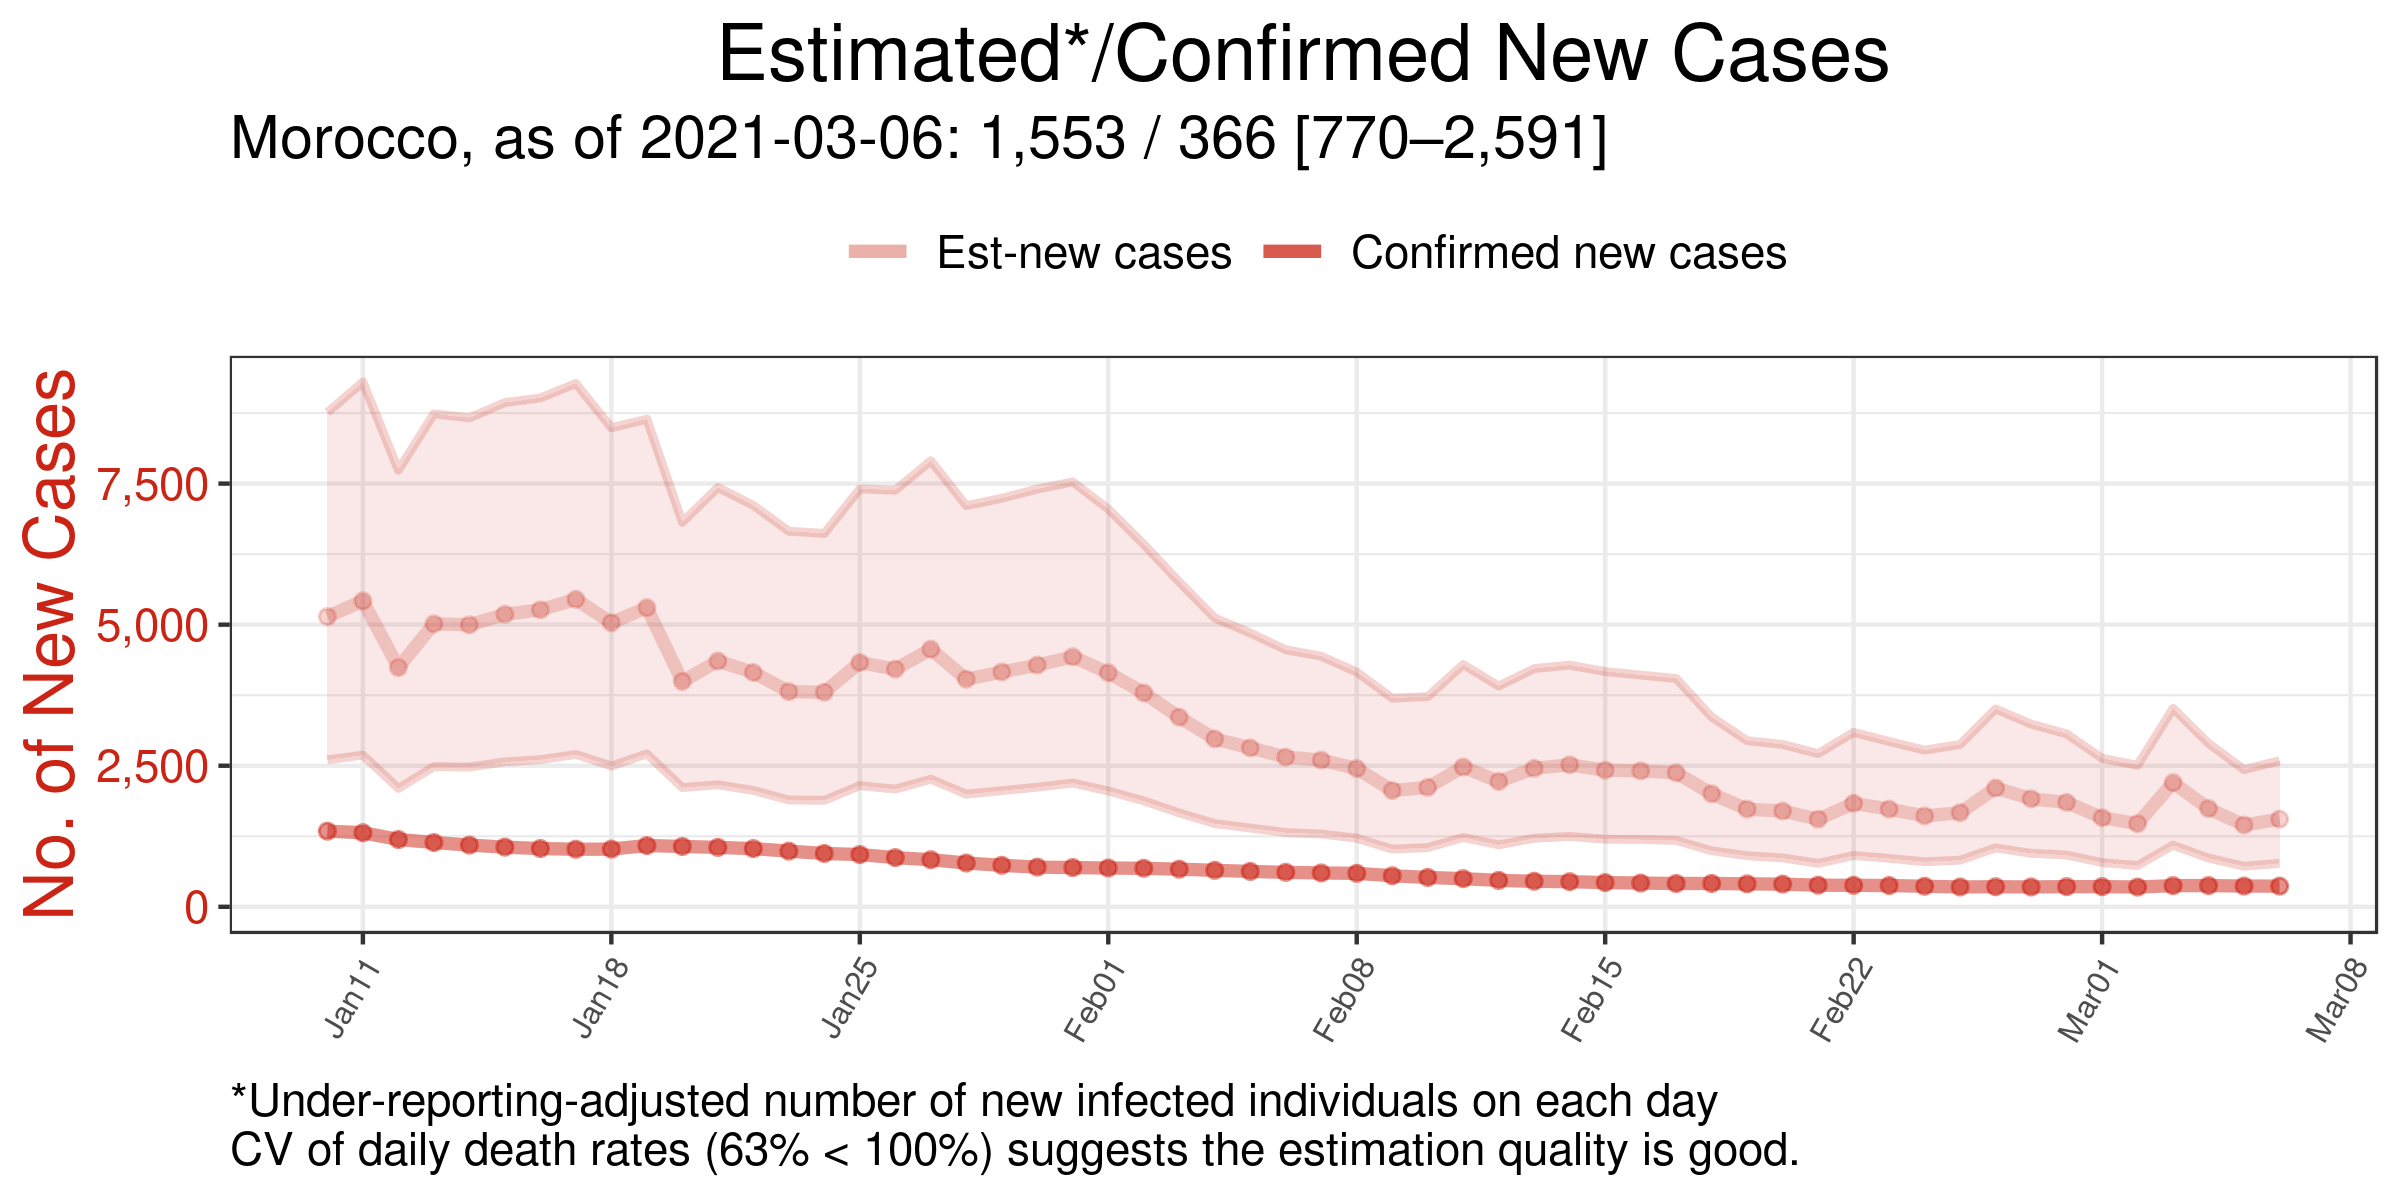 Estimated*/Confirmed New Cases
Morocco, as of 2021-03-06: 1,553 / 366 [770–2,591]
Est-new cases
Confirmed new cases
No. of New Cases
7,500
5,000
2,500
0
Jan11
Jan18
Jan25
Feb01
Feb08
Feb15
Feb22
Mar01
Mar08
*Under-reporting-adjusted number of new infected individuals on each day
CV of daily death rates (63% < 100%) suggests the estimation quality is good.